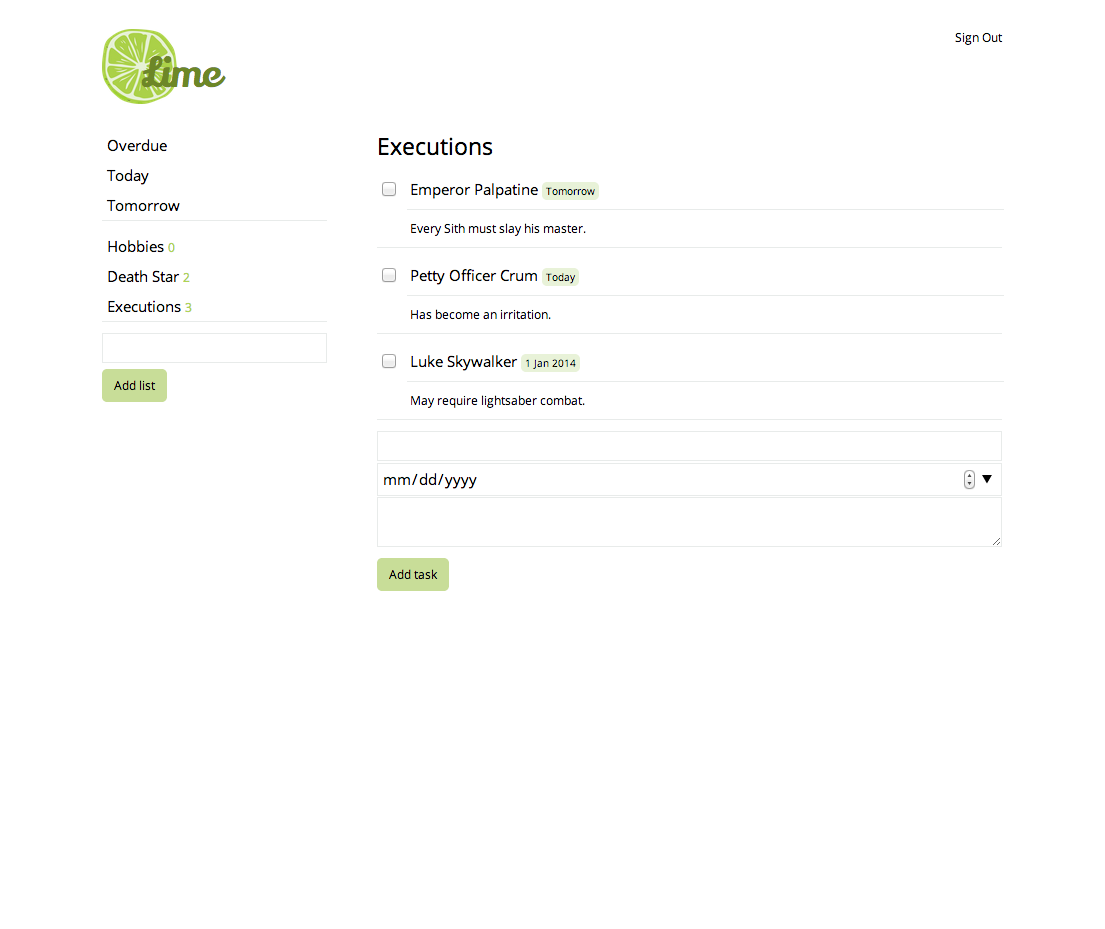 Lime
Sign Out
Overdue
Today
Tomorrow
Hobbies 0
Death Star 2
Executions 3
Add list
Executions
Emperor Palpatine Tomorrow
Every Sith must slay his master.
Petty Officer Crum Today
Has become an irritation.
Luke Skywalker 1 Jan 2014
May require lightsaber combat.
mm/dd/yyyy
Add task